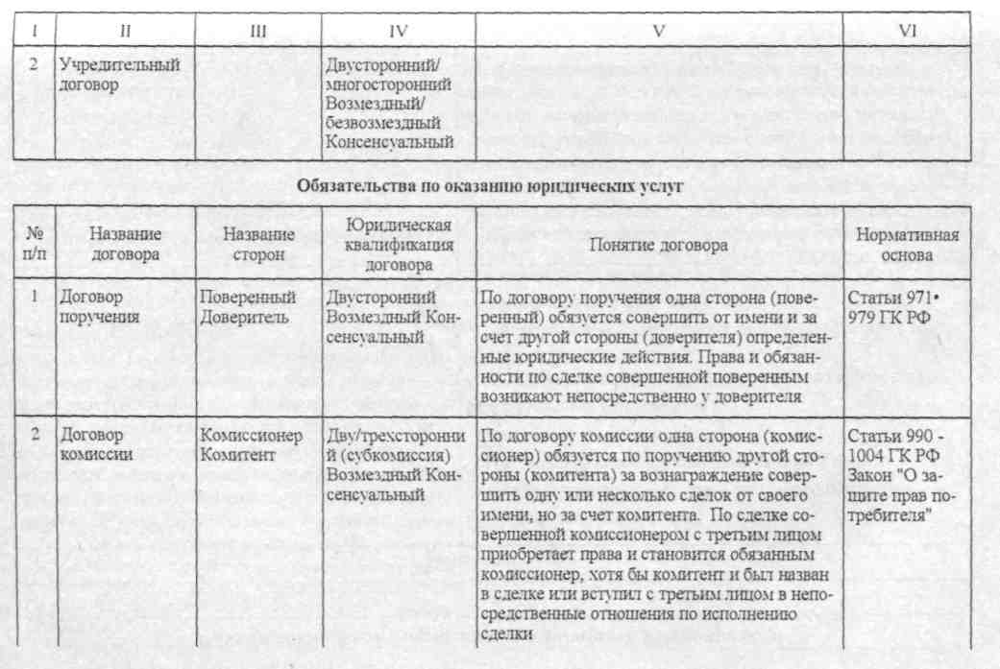 I II III IV V VI
2 Учредительный договор Двусторонний/
многосторонний
Возмездный/
безвозмездный
Консенсуальный
Обязательства по оказанию юридических услуг
№ п/п
Название договора
Название сторон
Юридическая квалификация договора
Понятие договора
Нормативная основа
1
Договор
поручения
Поверенный
Доверитель
Двусторонний
Возмездный Кон-
сенсуальный
По договору поручения одна сторона (пове-
ренный) обязуется совершить от имени и за
счет другой стороны (доверителя) определен-
ные юридические действия. Права и обязан-
ности по сделке совершенной поверенным
возникают непосредственно у доверителя
Статьи 971•
979 ГК РФ
2
Договор
комиссии
Комиссионер
Комитент
Дву/трехсторонни
й (субкомиссия)
Возмездный Кон-
сенсуальный
По договору комиссии одна сторона (комис-
сионер) обязуется по поручению другой сто-
роны (комитента) за вознаграждение совер-
шить одну или несколько сделок от своего
имени, но за счет комитента. По сделке со-
вершенной комиссионером с третьим лицом
приобретает права и становится обязанным
комиссионер, хотя бы комитент и был назван
в сделке или вступил с третьим лицом в непо-
средственные отношения по исполнению
сделки
Статьи 990 -
1004 ГК РФ
Закон "О за-
щите прав по-
требителя"